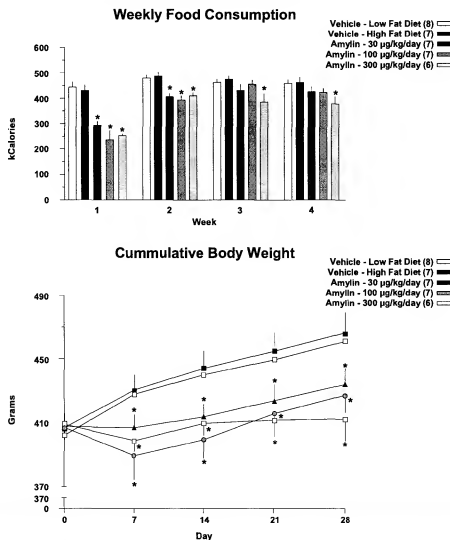 Weekly Food Consumption
Vehicle - Low Fat Diet (8)
Vehicle - High Fat Diet (7)
Amylin - 30 µg/kg/day (7)
Amylin - 100 µg/kg/day (7)
Amylin - 300 µg/kg/day (6)
600
500
400
300
200
100
0
kCalories
* * *
* * *
*
*
1 2 3 4
Week
Cummulative Body Weight
Vehicle - Low Fat Diet (8)
Vehicle - High Fat Diet (7)
Amylin - 30 µg/kg/day (7)
Amylin - 100 µg/kg/day (7)
Amylin - 300 µg/kg/day (6)
490
450
410
370
370
0
Grams
* * * *
* * * *
* * * *
0 7 14 21 28
Day